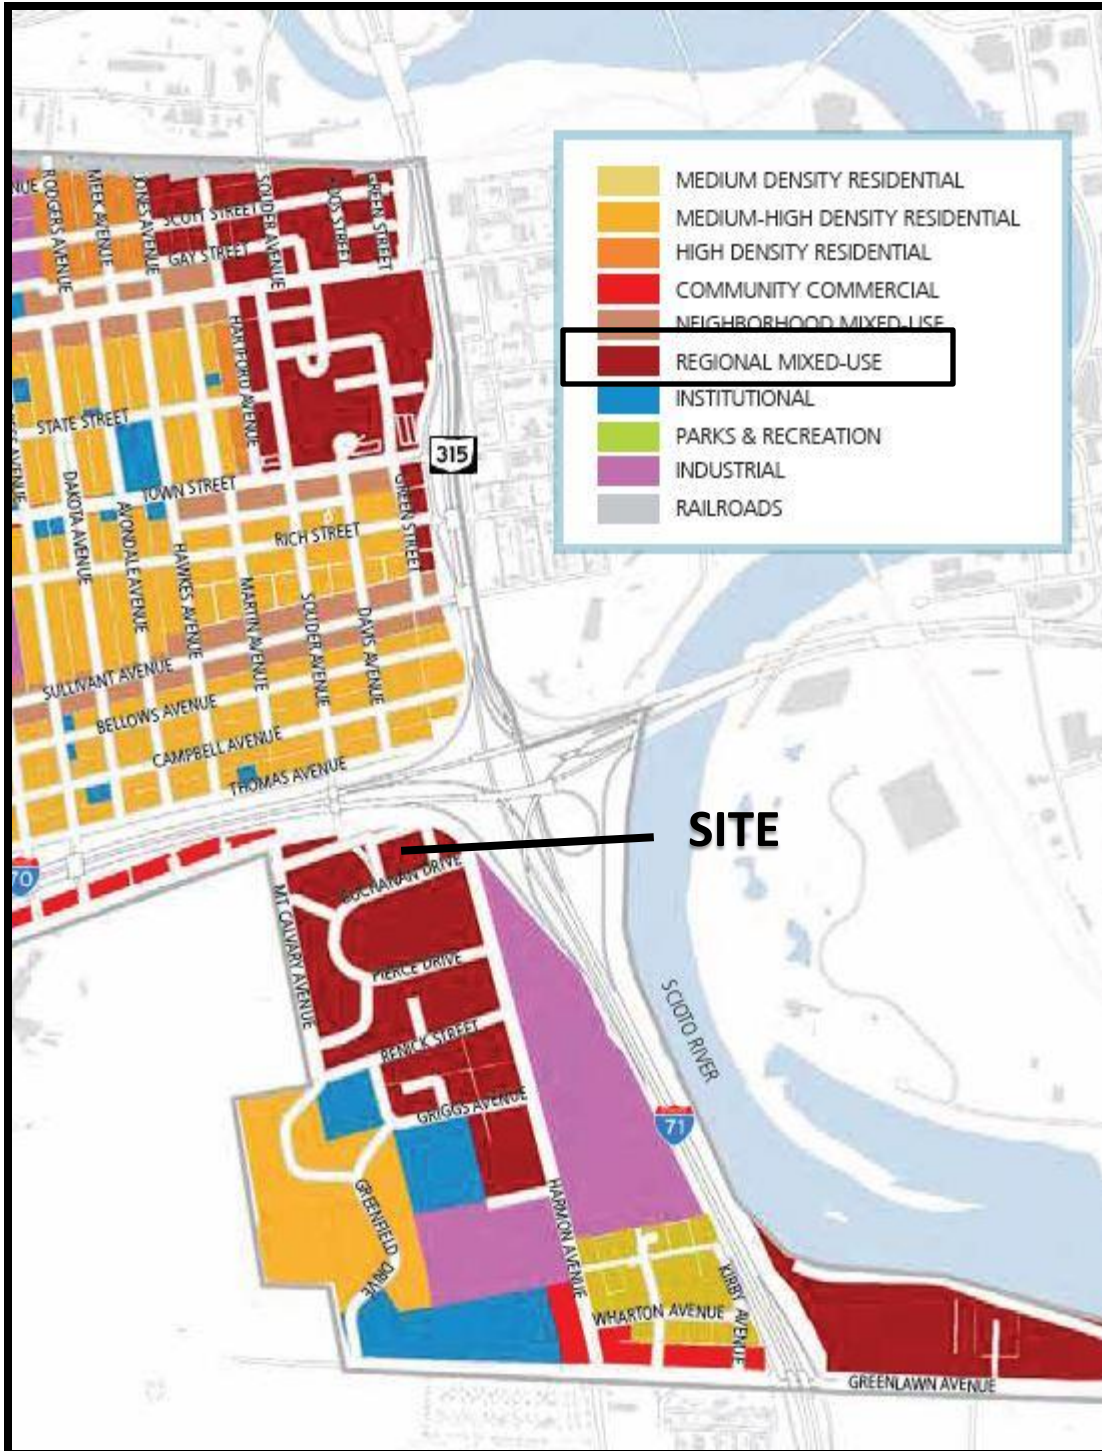 NUE
RODGERS AVENUE
MEEK AVENUE
JONES AVENUE
SCOTT STREET
SOUDER AVENUE
GREEN STREET
GAY STREET
HARTFORD AVENUE
STATE STREET
315
DAKOTA AVENUE
TOWN STREET
AVONDALE AVENUE
GREEN STREET
RICH STREET
HAWKES AVENUE
MARTIN AVENUE
SOUDER AVENUE
DAVIS AVENUE
SULLIVANT AVENUE
BELLOWS AVENUE
CAMPBELL AVENUE
THOMAS AVENUE
MEDIUM DENSITY RESIDENTIAL
MEDIUM-HIGH DENSITY RESIDENTIAL
HIGH DENSITY RESIDENTIAL
COMMUNITY COMMERCIAL
NEIGHBORHOOD MIXED-USE
REGIONAL MIXED-USE
INSTITUTIONAL
PARKS & RECREATION
INDUSTRIAL
RAILROADS
SITE
70
BUCHANAN DRIVE
MT CALVARY AVENUE
PIERCE DRIVE
RENICK STREET
SCIOTO RIVER
GRIGGS AVENUE
71
GREENFIELD DRIVE
HARMON AVENUE
KIRBY AVENUE
WHARTON AVENUE
GREENLAWN AVENUE